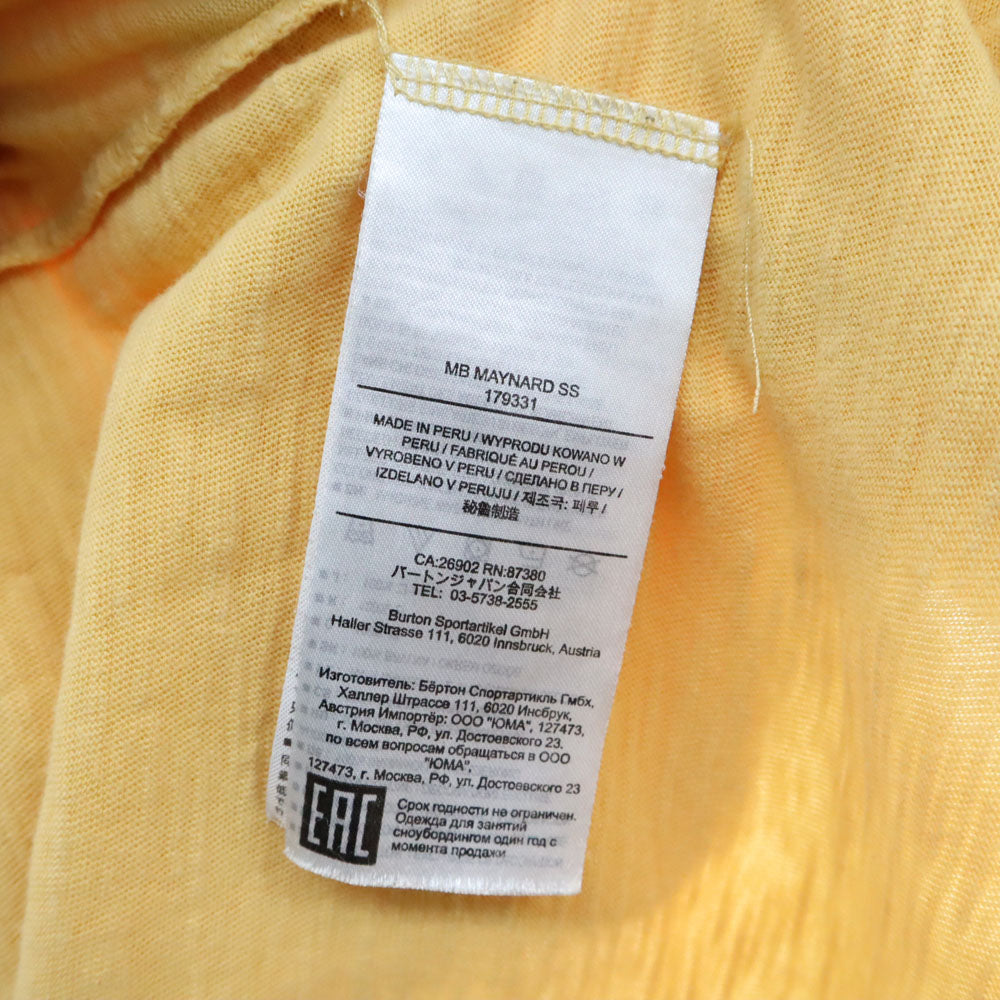 MB MAYNARD SS
179331
MADE IN PERU / WYPRODU KOWANO W
PERU / FABRIQUÉ AU PEROU /
VYROBENO V PERU / СДЕЛАНО В ПЕРУ /
IZDELANO V PERUJU / 제조국: 페루 /
秘鲁制造
CA:26902 RN:87380
バートンジャパン合同会社
TEL: 03-5738-2555
Burton Sportartikel GmbH
Haller Strasse 111, 6020 Innsbruck, Austria
Изготовитель: Бёртон Спортартикль Гмбх,
Халлер Штрассе 111, 6020 Инсбрук,
Австрия Импортёр: ООО "ЮМА", 127473,
г. Москва, РФ, ул. Достоевского 23.
по всем вопросам обращаться в ООО
"ЮМА",
127473, г. Москва, РФ, ул. Достоевского 23
EAC
Срок годности не ограничен.
Одежда для занятий
сноубордингом один год с
момента продажи